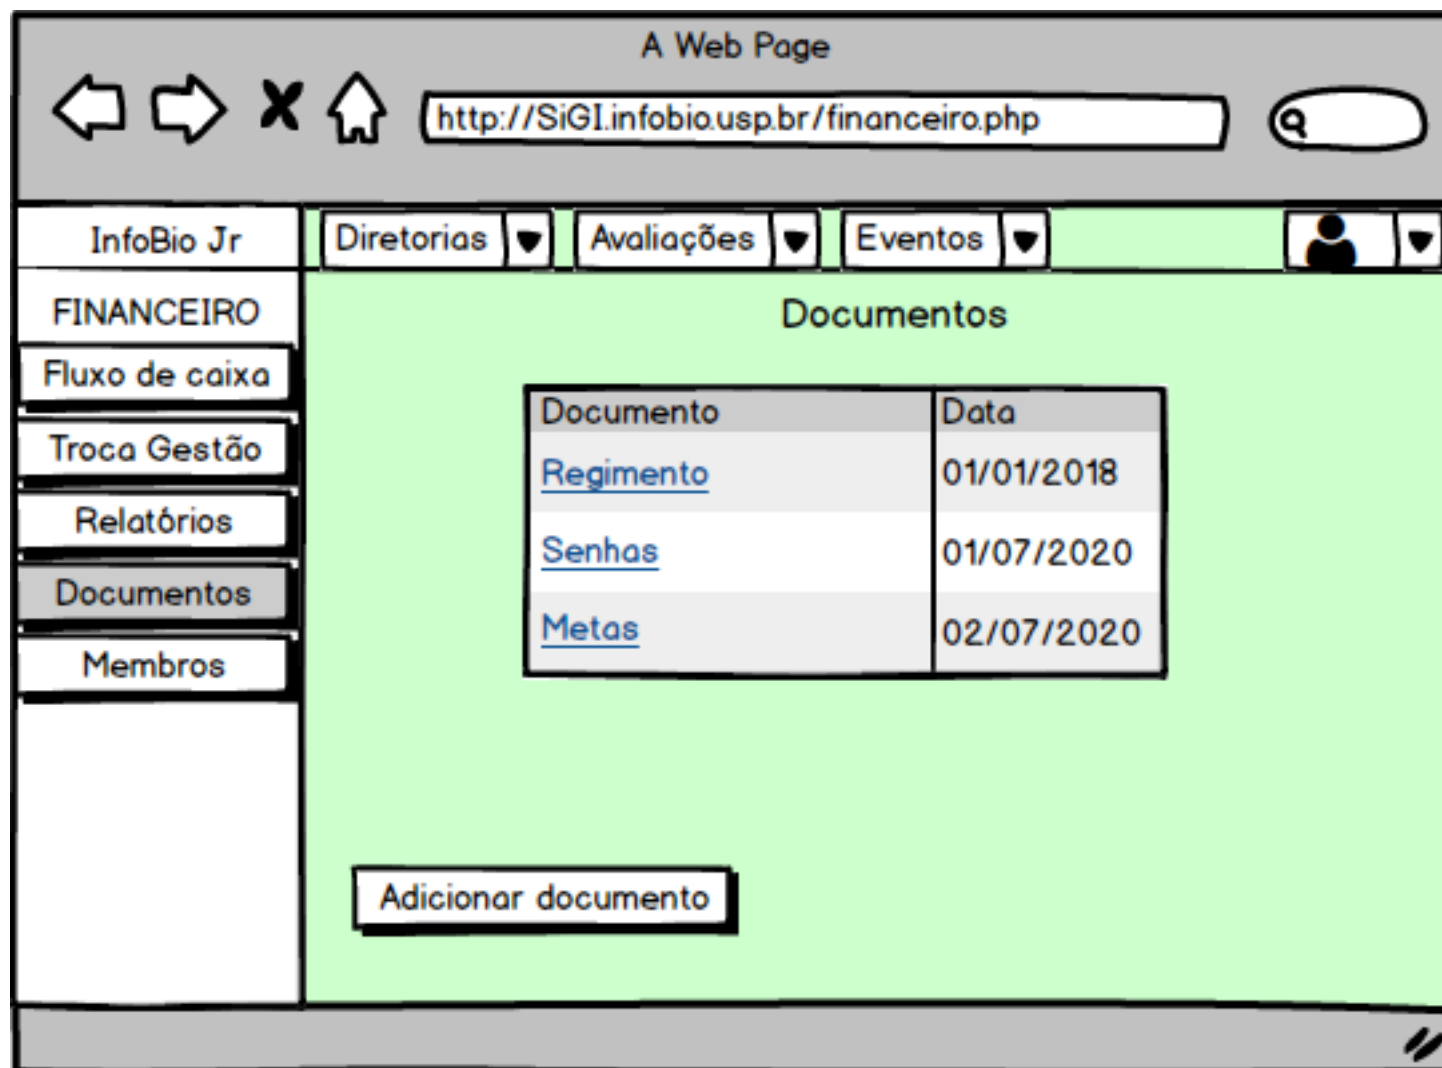 A Web Page
http://SiGI.infobio.usp.br/financeiro.php
InfoBio Jr
Diretorias
Avaliações
Eventos
FINANCEIRO
Fluxo de caixa
Troca Gestão
Relatórios
Documentos
Membros
Documentos
Documento Data
Regimento 01/01/2018
Senhas 01/07/2020
Metas 02/07/2020
Adicionar documento